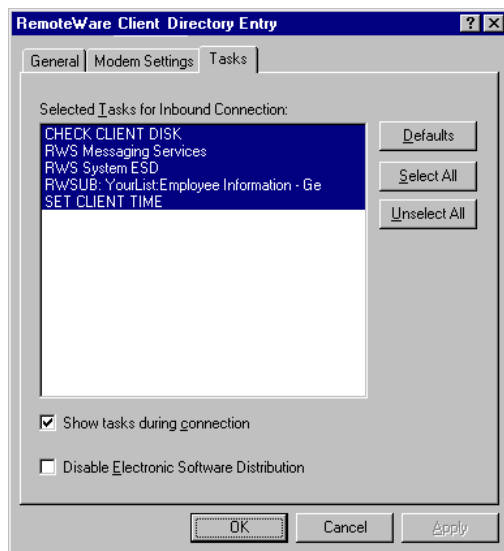 RemoteWare Client Directory Entry
General Modem Settings Tasks
Selected Tasks for Inbound Connection:
CHECK CLIENT DISK
RWS Messaging Services
RWS System ESD
RWSUB: YourList:Employee Information - Ge
SET CLIENT TIME
Defaults
Select All
Unselect All
Show tasks during connection
Disable Electronic Software Distribution
OK Cancel Apply